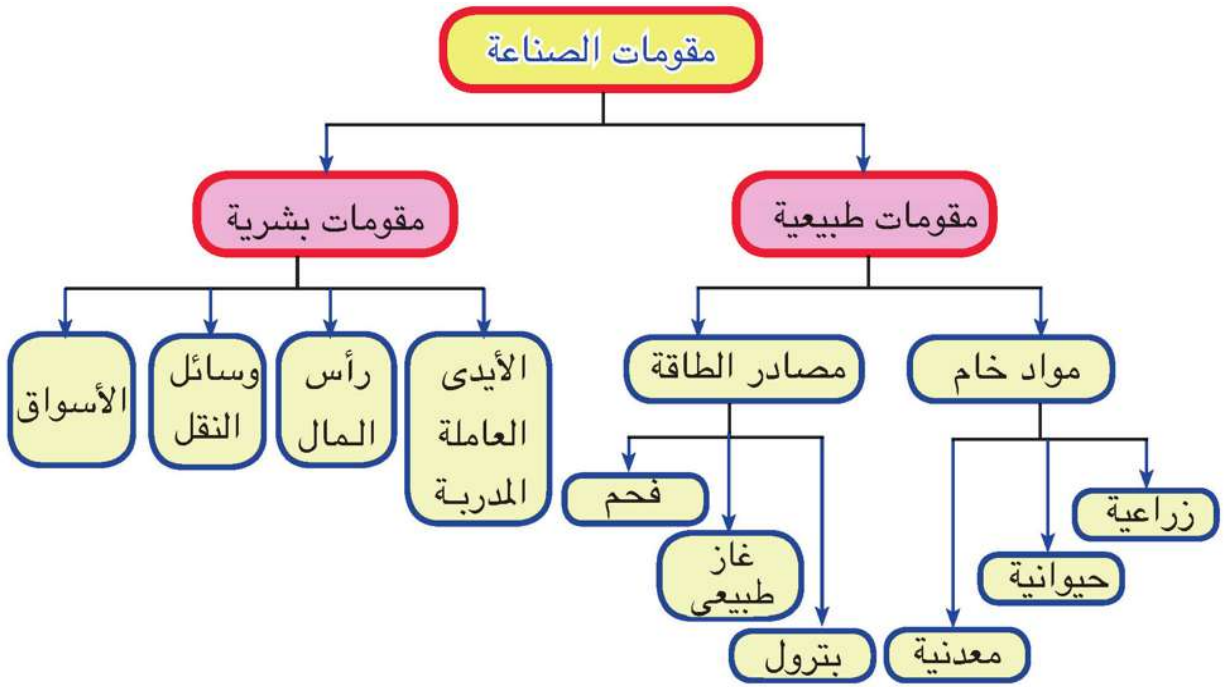 مقومات الصناعة
مقومات طبيعية
مقومات بشرية
مواد خام
مصادر الطاقة
الأيدى
العاملة
المدربة
رأس
المال
وسائل
النقل
الأسواق
زراعية
حيوانية
معدنية
فحم
غاز
طبيعى
بترول